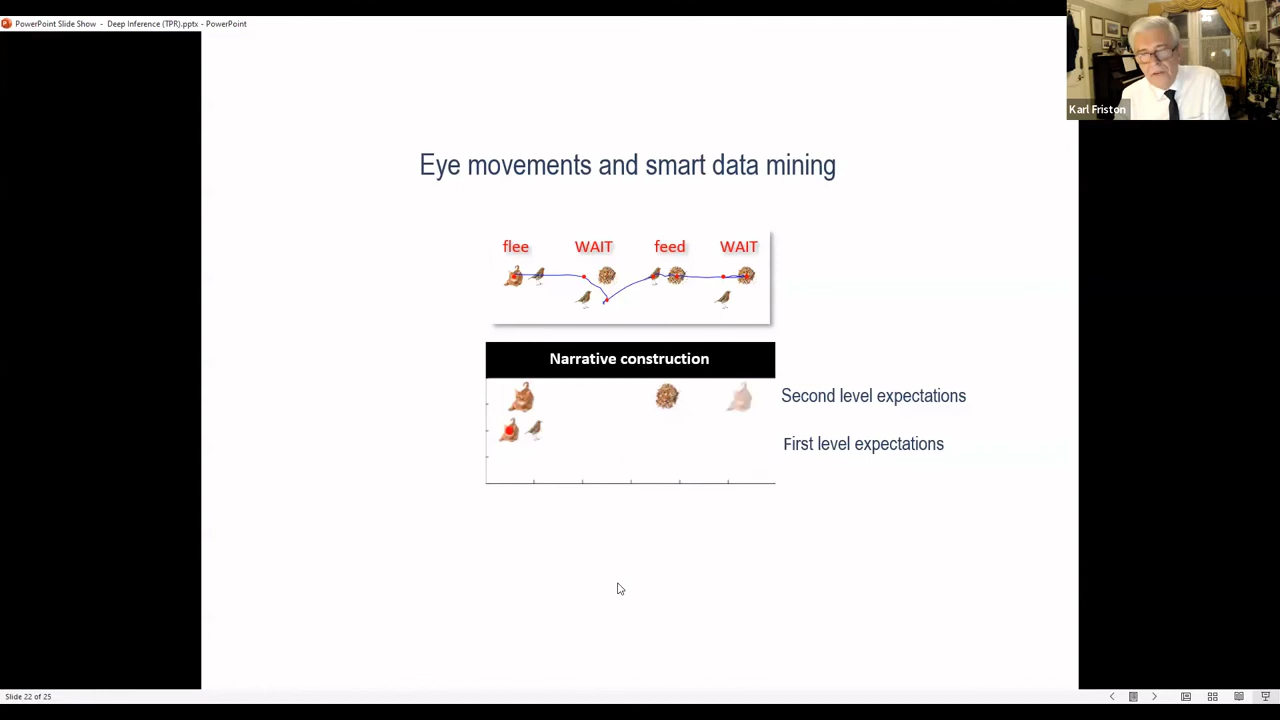 PowerPoint Slide Show - Deep Inference (TPR).pptx - PowerPoint
Karl Friston
Eye movements and smart data mining
flee WAIT feed WAIT
Narrative construction
Second level expectations
First level expectations
Slide 22 of 25